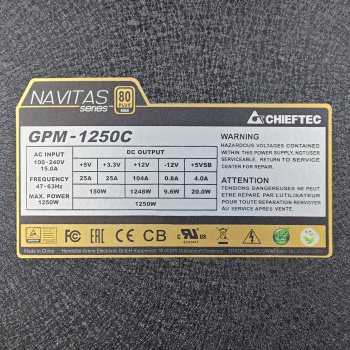 NAVITAS
series
80
PLUS
GOLD
CHIEFTEC
GPM-1250C
AC INPUT
100-240V
15.0A
FREQUENCY
47-63Hz
MAX. POWER
1250W
DC OUTPUT
+5V +3.3V +12V -12V +5VSB
25A 25A 104A 0.8A 4.0A
150W 1248W 9.6W 20.0W
1250W
WARNING
HAZARDOUS VOLTAGES CONTAINED
WITHIN THIS POWER SUPPLY, NOT USER
SERVICEABLE. RETURN TO SERVICE
CENTER FOR REPAIR.
ATTENTION
TENSIONS DANGEREUSES NE PEUT
ÊTRE REPAIR PAR L'UTILISATEUR
POUR TOUTE REPARATION RENVOYER
AU SERVICE APRES VENTE.
CE CB
Made in China